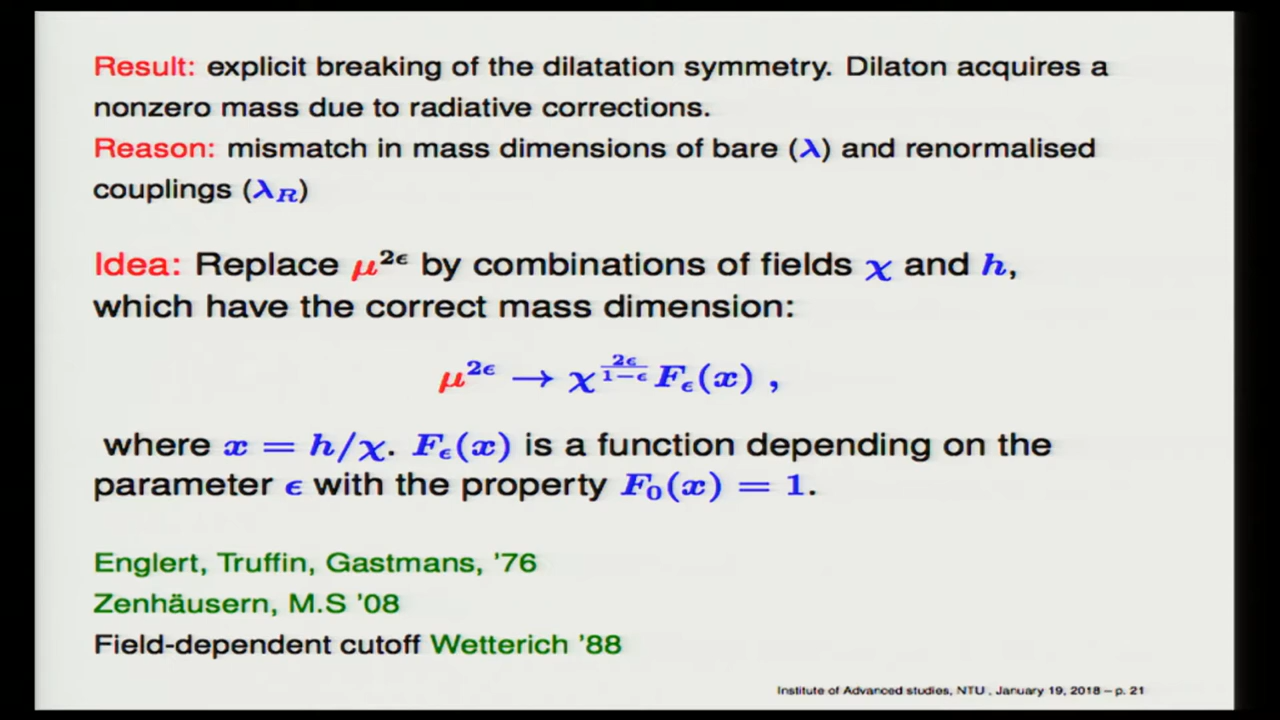 Result: explicit breaking of the dilatation symmetry. Dilaton acquires a
nonzero mass due to radiative corrections.
Reason: mismatch in mass dimensions of bare (λ) and renormalised
couplings (λ_R)
Idea: Replace μ^{2ϵ} by combinations of fields χ and h,
which have the correct mass dimension:
μ^{2ϵ} → χ^{\frac{2ϵ}{1−ϵ}} F_ϵ(x) ,
where x = h/χ. F_ϵ(x) is a function depending on the
parameter ϵ with the property F_0(x) = 1.
Englert, Truffin, Gastmans, '76
Zenhäusern, M.S '08
Field-dependent cutoff Wetterich '88
Institute of Advanced studies, NTU , January 19, 2018 – p. 21